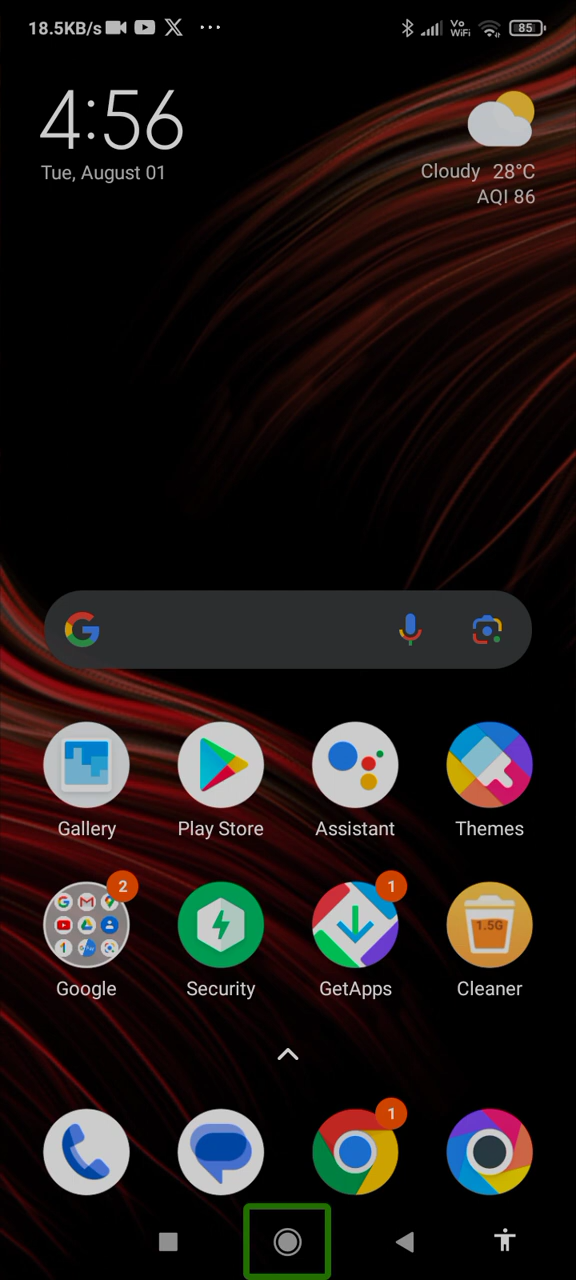 18.5KB/s ... Vo WiFi 85
4:56
Tue, August 01
Cloudy 28°C
AQI 86
Gallery Play Store Assistant Themes
2 1 1.5G
Google Security GetApps Cleaner
1